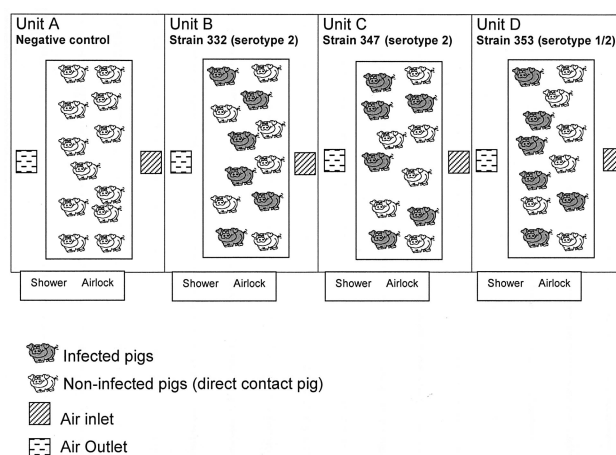 Unit A
Negative control
Unit B
Strain 332 (serotype 2)
Unit C
Strain 347 (serotype 2)
Unit D
Strain 353 (serotype 1/2)
Shower Airlock
Shower Airlock
Shower Airlock
Shower Airlock
Infected pigs
Non-infected pigs (direct contact pig)
Air inlet
Air Outlet